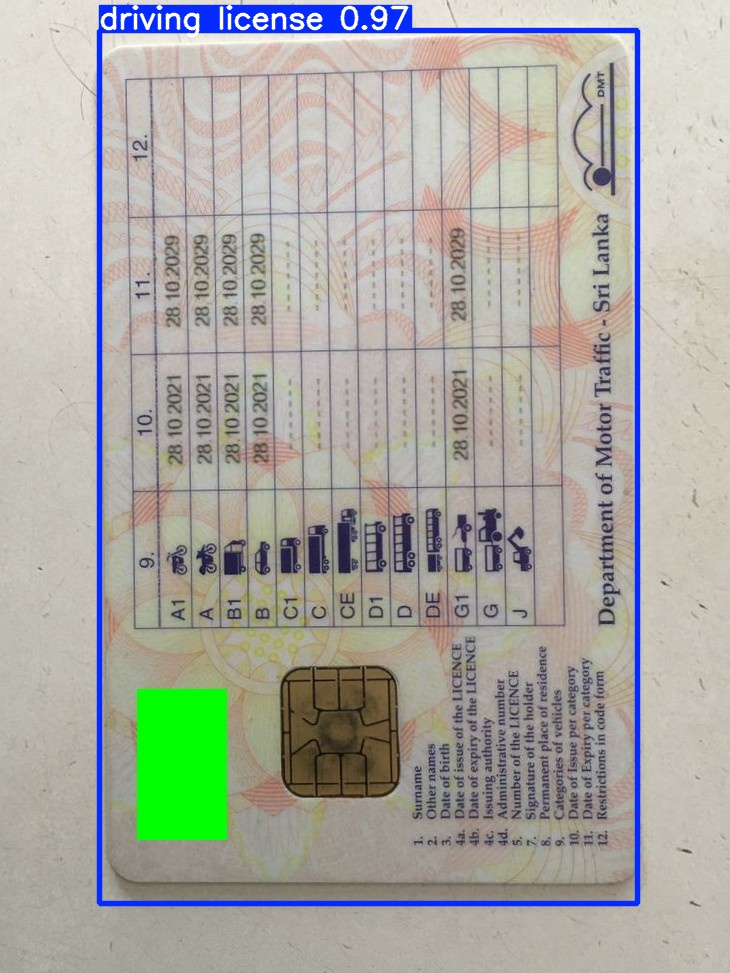 driving license 0.97
9. 10. 11. 12.
A1 28.10.2021 28.10.2029
A 28.10.2021 28.10.2029
B1 28.10.2021 28.10.2029
B 28.10.2021 28.10.2029
C1 ------ ------
C ------ ------
CE ------ ------
D1 ------ ------
D ------ ------
DE ------ ------
G1 28.10.2021 28.10.2029
G ------ ------
J ------ ------
1. Surname
2. Other names
3. Date of birth
4a. Date of issue of the LICENCE
4b. Date of expiry of the LICENCE
4c. Issuing authority
4d. Administrative number
5. Number of the LICENCE
7. Signature of the holder
8. Permanent place of residence
9. Categories of vehicles
10. Date of Issue per category
11. Date of Expiry per category
12. Restrictions in code form
Department of Motor Traffic - Sri Lanka
DMT